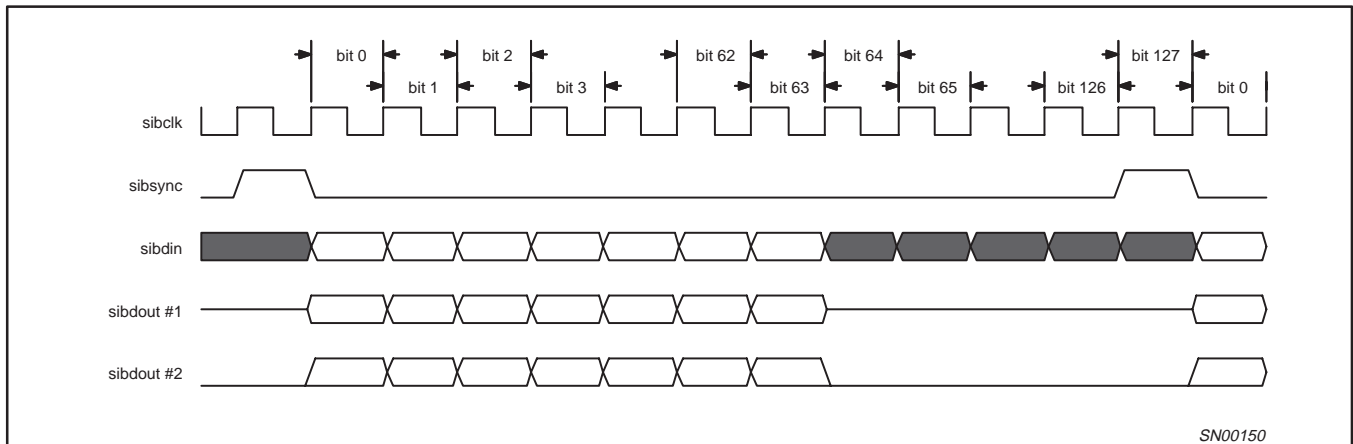 bit 0 bit 2 bit 62 bit 64 bit 127
bit 1 bit 3 bit 63 bit 65 bit 126 bit 0
sibclk
sibsync
sibdin
sibdout #1
sibdout #2
SN00150